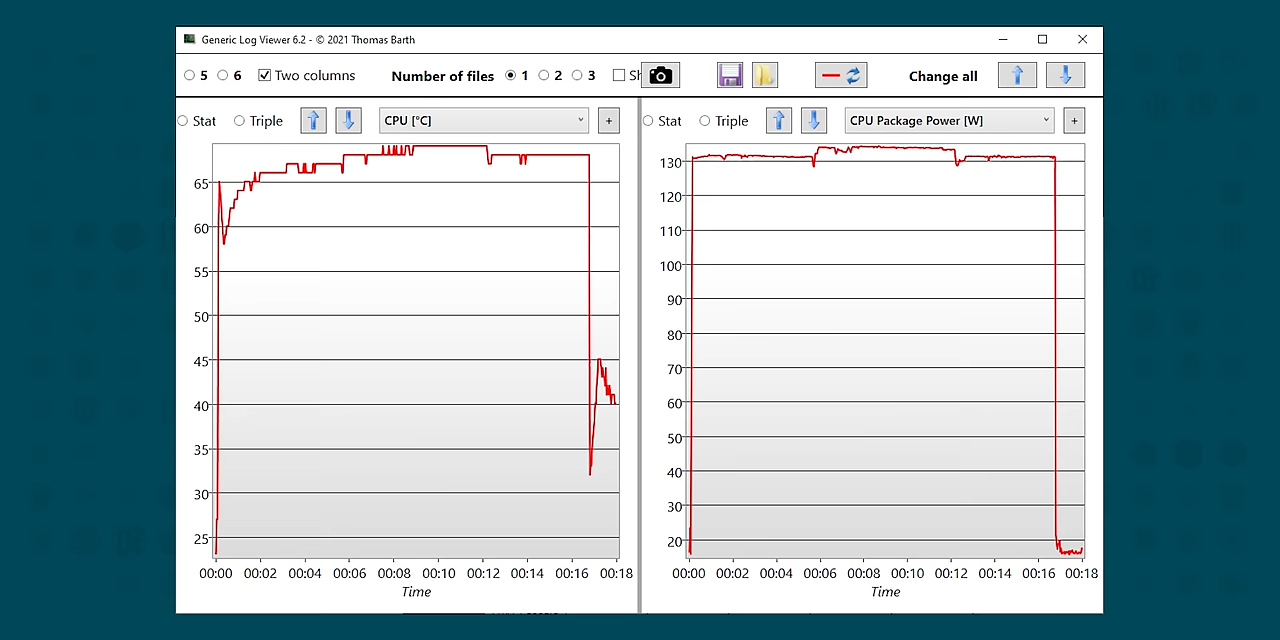 Generic Log Viewer 6.2 - © 2021 Thomas Barth
5 6 Two columns Number of files 1 2 3 Sh Change all
Stat Triple CPU [°C] +
65
60
55
50
45
40
35
30
25
00:00 00:02 00:04 00:06 00:08 00:10 00:12 00:14 00:16 00:18
Time
Stat Triple CPU Package Power [W] +
130
120
110
100
90
80
70
60
50
40
30
20
00:00 00:02 00:04 00:06 00:08 00:10 00:12 00:14 00:16 00:18
Time